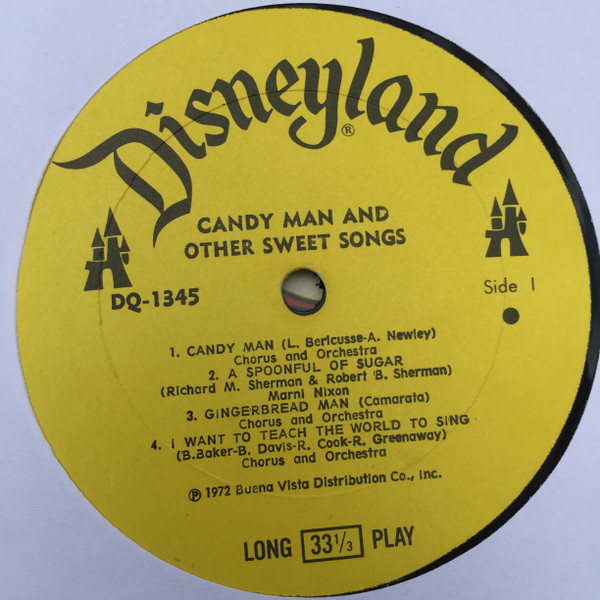 Disneyland®
CANDY MAN AND
OTHER SWEET SONGS
DQ-1345
Side 1
1. CANDY MAN (L. Bericusse-A. Newley)
Chorus and Orchestra
2. A SPOONFUL OF SUGAR
(Richard M. Sherman & Robert B. Sherman)
Marni Nixon
3. GINGERBREAD MAN (Camarata)
Chorus and Orchestra
4. I WANT TO TEACH THE WORLD TO SING
(B.Baker-B. Davis-R. Cook-R. Greenaway)
Chorus and Orchestra
℗ 1972 Buena Vista Distribution Co., Inc.
LONG 33⅓ PLAY